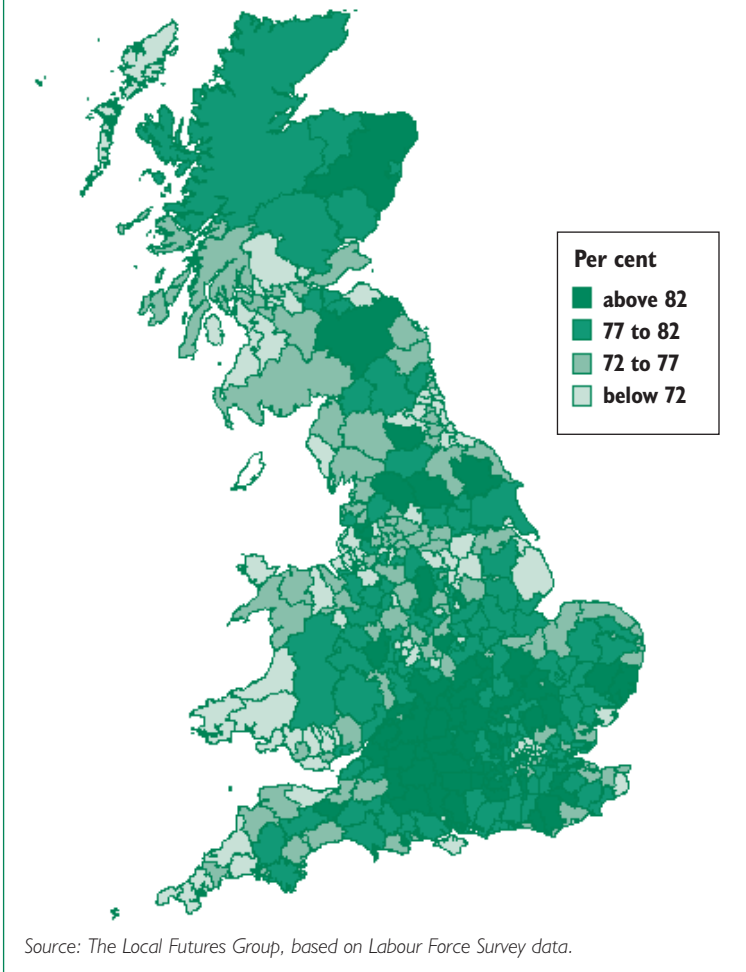 Per cent
above 82
77 to 82
72 to 77
below 72
Source: The Local Futures Group, based on Labour Force Survey data.